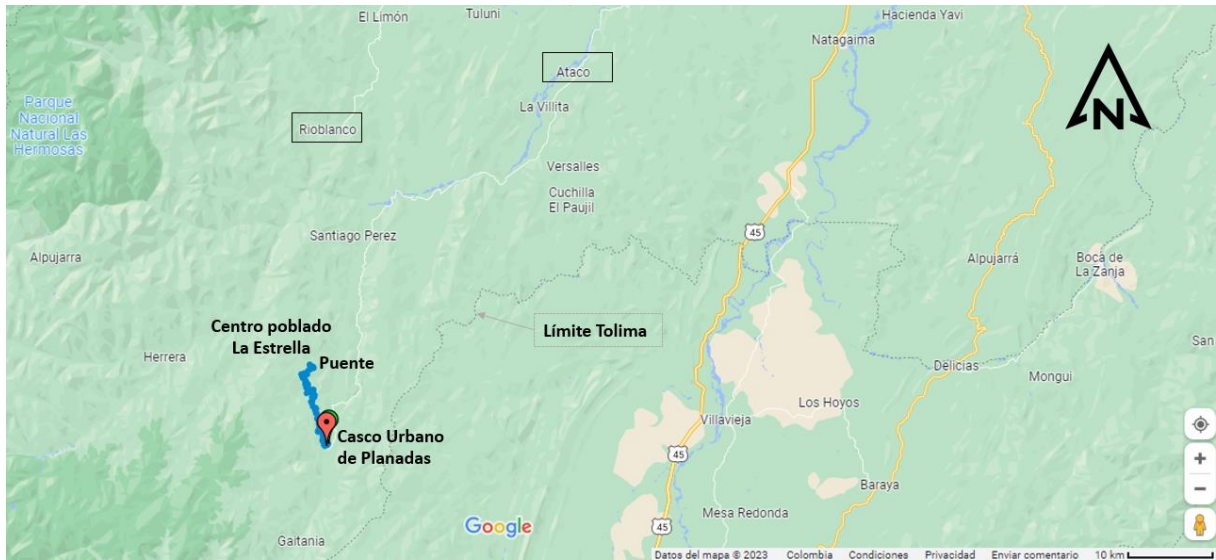 El Limón
Tuluni
Hacienda Yavi
Natagaima
N
Ataco
La Villita
Parque
Nacional
Natural Las
Hermosas
Rioblanco
Versalles
Cuchilla
El Paujil
Santiago Perez
45
Alpujarra
Alpujarrá
Boca de
La Zanja
Centro poblado
La Estrella
Límite Tolima
San
Herrera
Puente
Delicias
Mongui
Villavieja
Los Hoyos
Casco Urbano
de Planadas
45
Baraya
Mesa Redonda
Google
45
Gaitania
Datos del mapa © 2023 Colombia Condiciones Privacidad Enviar comentario 10 km